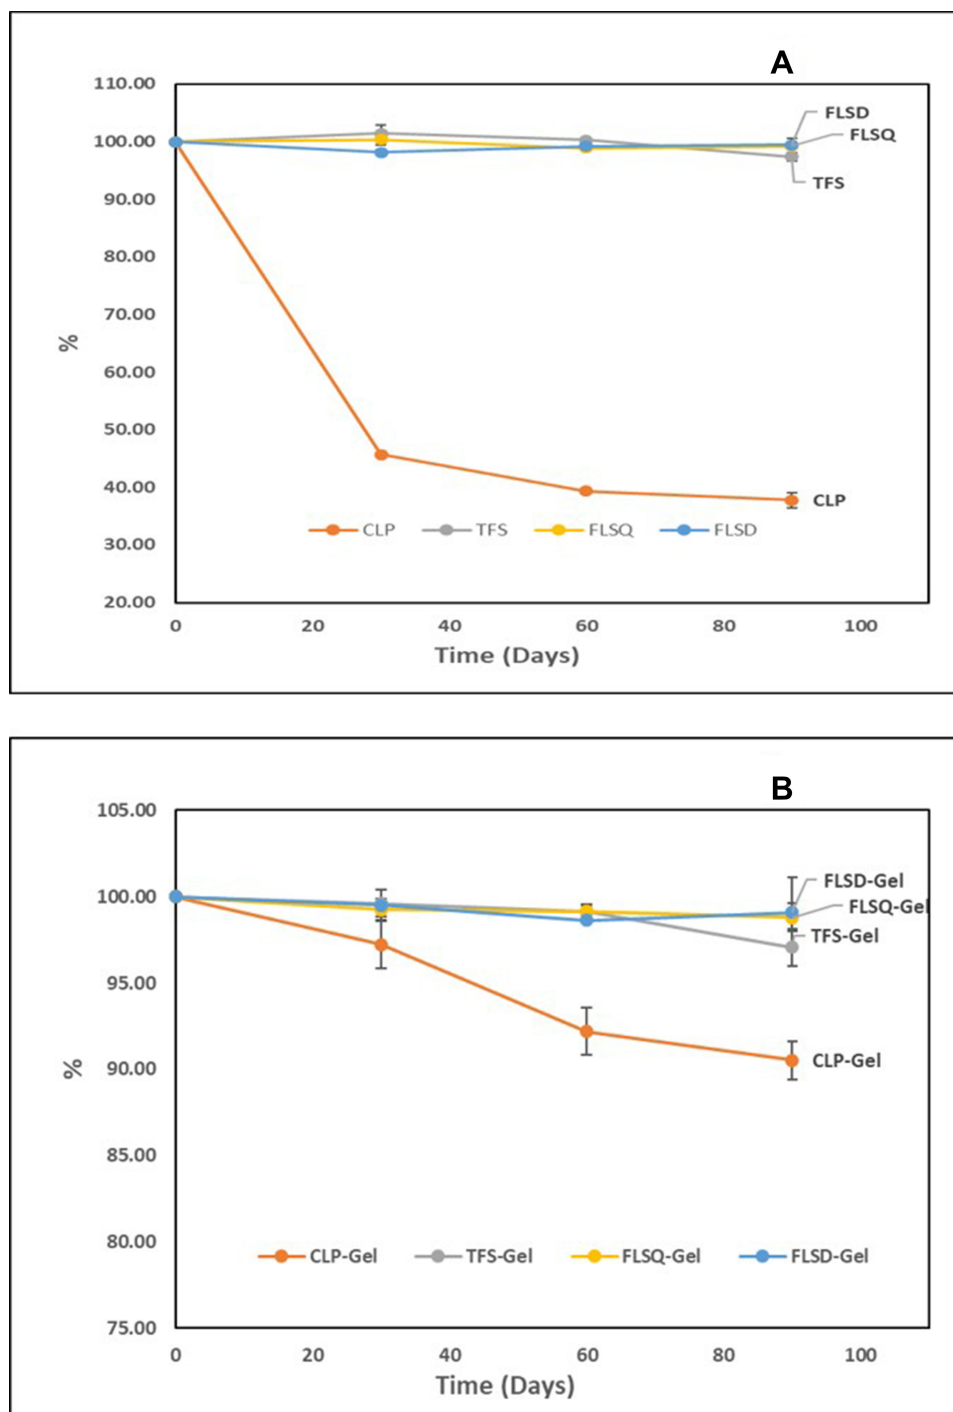 A
110.00
100.00
90.00
80.00
70.00
60.00
50.00
40.00
30.00
20.00
%
FLSD
FLSQ
TFS
CLP
CLP TFS FLSQ FLSD
0 20 40 60 80 100
Time (Days)
B
105.00
100.00
95.00
90.00
85.00
80.00
75.00
%
FLSD-Gel
FLSQ-Gel
TFS-Gel
CLP-Gel
CLP-Gel TFS-Gel FLSQ-Gel FLSD-Gel
0 20 40 60 80 100
Time (Days)